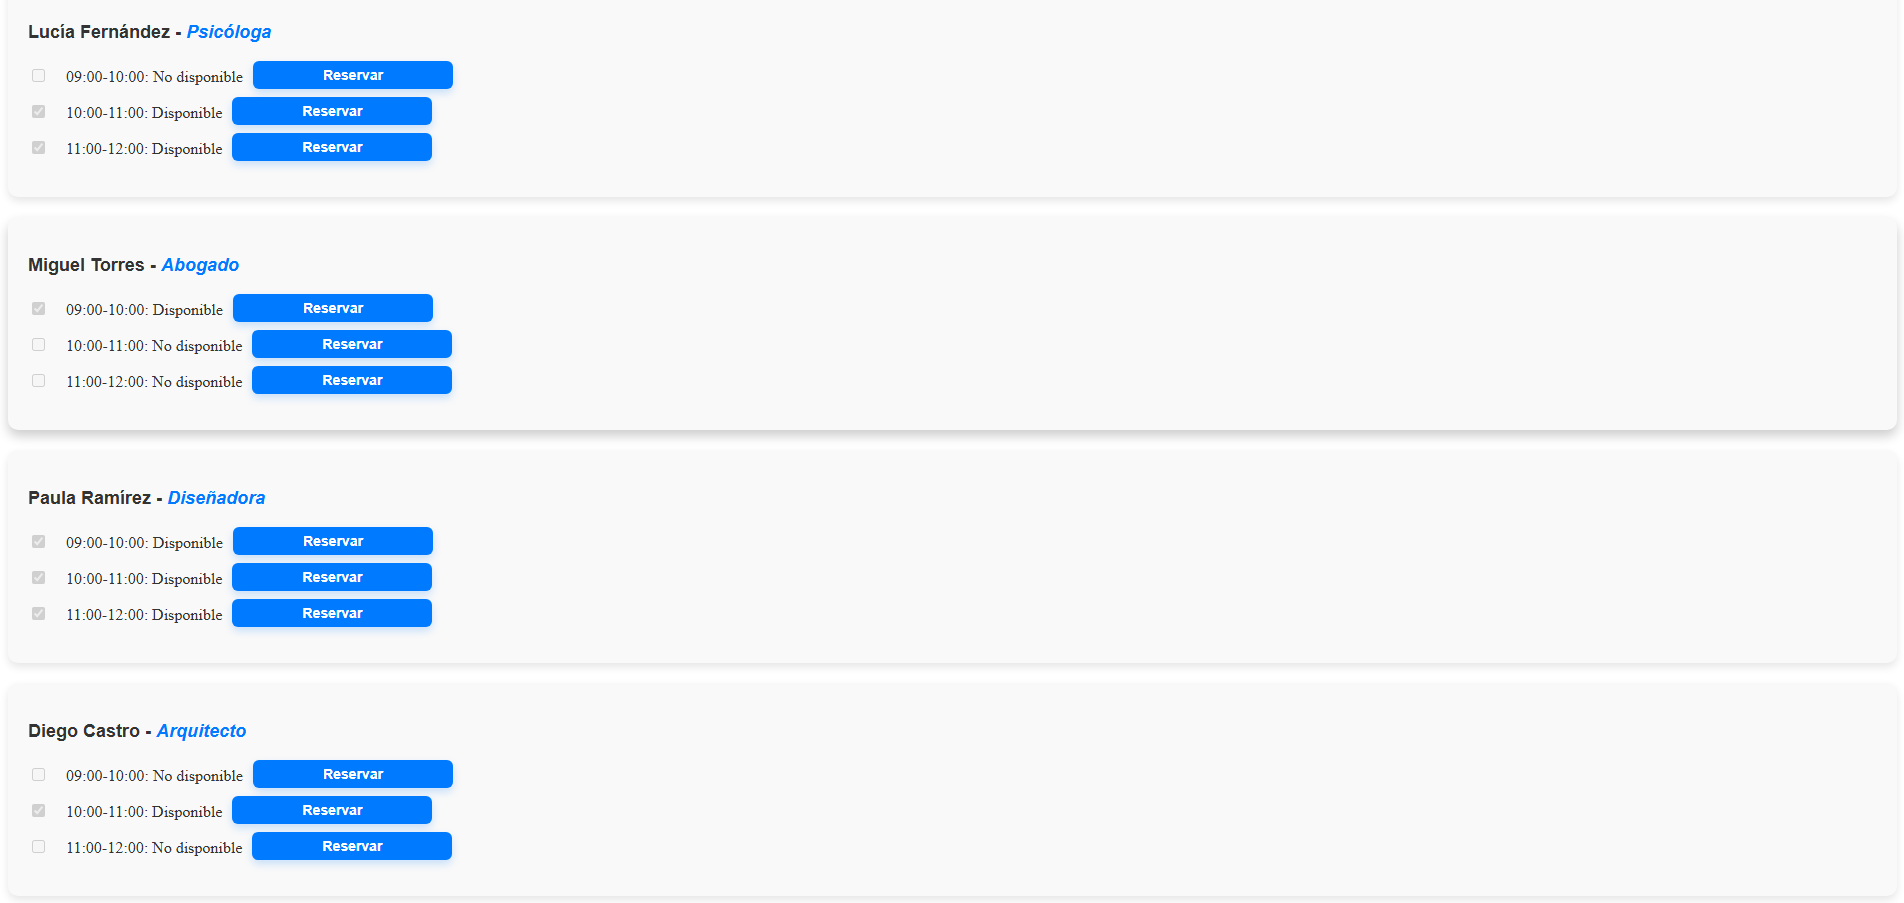 Lucía Fernández - Psicóloga
09:00-10:00: No disponible Reservar
10:00-11:00: Disponible Reservar
11:00-12:00: Disponible Reservar
Miguel Torres - Abogado
09:00-10:00: Disponible Reservar
10:00-11:00: No disponible Reservar
11:00-12:00: No disponible Reservar
Paula Ramírez - Diseñadora
09:00-10:00: Disponible Reservar
10:00-11:00: Disponible Reservar
11:00-12:00: Disponible Reservar
Diego Castro - Arquitecto
09:00-10:00: No disponible Reservar
10:00-11:00: Disponible Reservar
11:00-12:00: No disponible Reservar